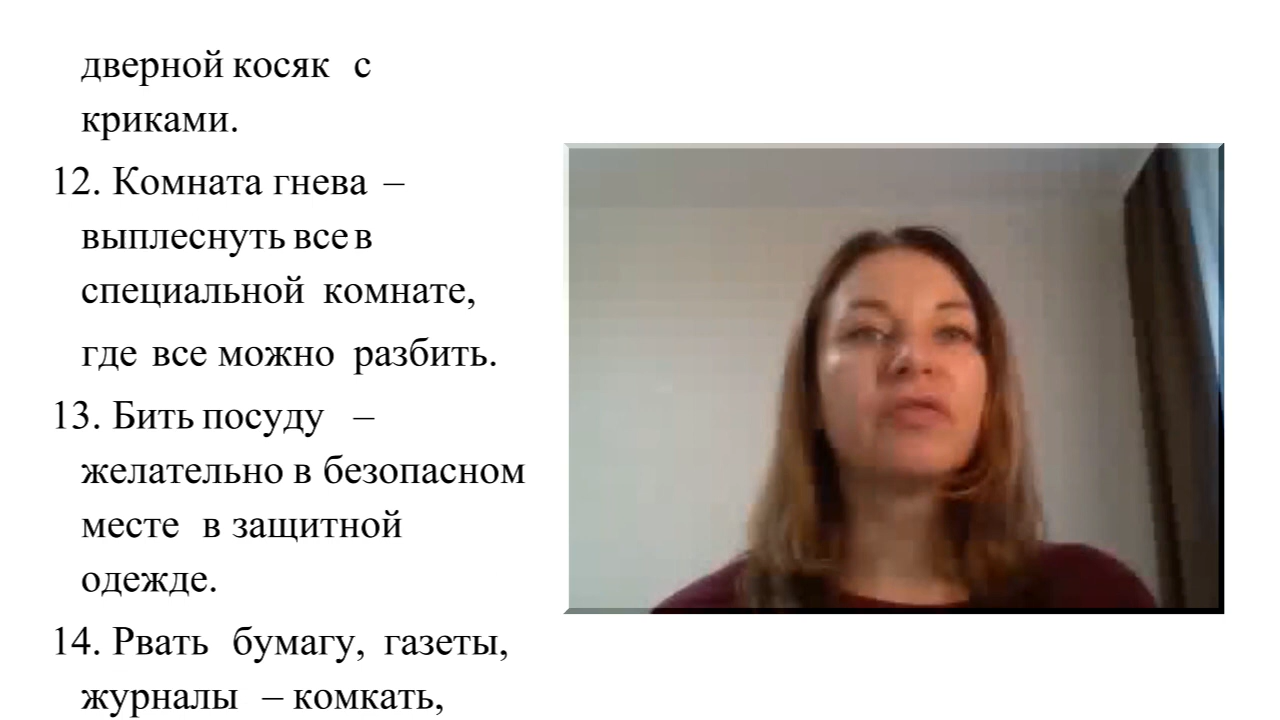 дверной косяк с
криками.
12. Комната гнева –
выплеснуть все в
специальной комнате,
где все можно разбить.
13. Бить посуду –
желательно в безопасном
месте в защитной
одежде.
14. Рвать бумагу, газеты,
журналы – комкать,